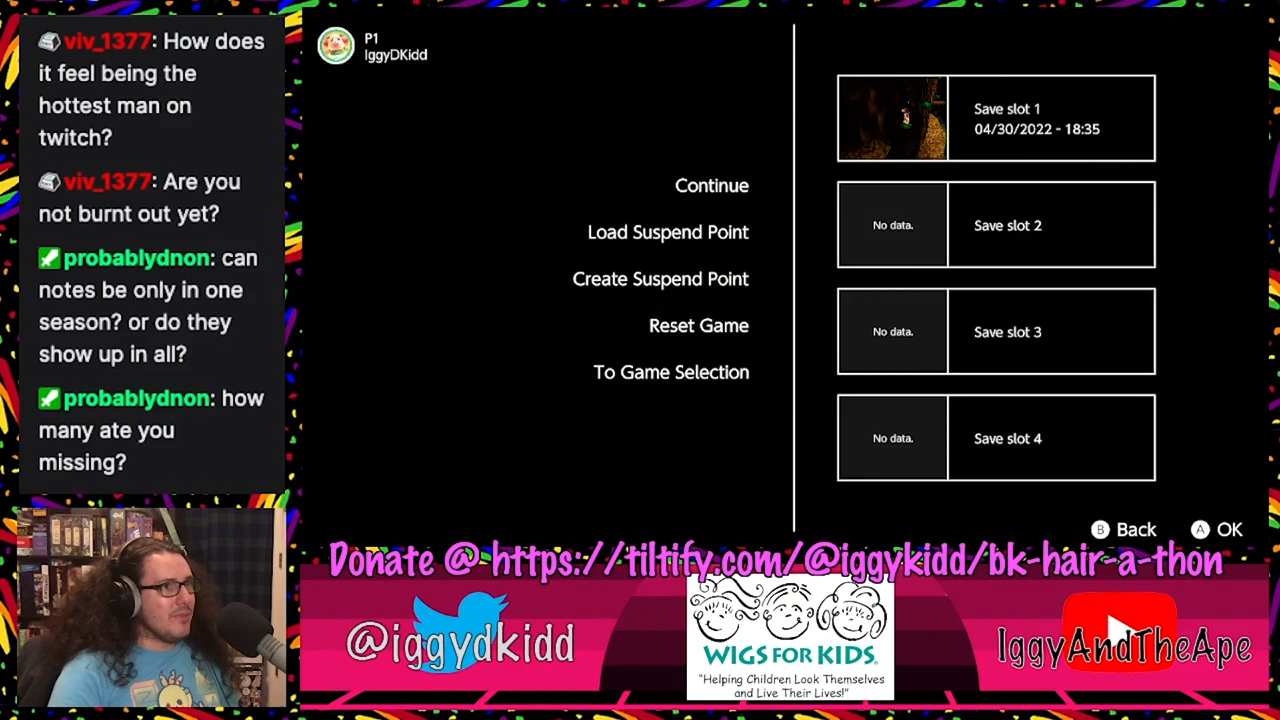 viv_1377: How does
it feel being the
hottest man on
twitch?
viv_1377: Are you
not burnt out yet?
probablydnon: can
notes be only in one
season? or do they
show up in all?
probablydnon: how
many ate you
missing?
P1
IggyDKidd
Continue
Load Suspend Point
Create Suspend Point
Reset Game
To Game Selection
Save slot 1
04/30/2022 - 18:35
No data.
Save slot 2
No data.
Save slot 3
No data.
Save slot 4
B Back
A OK
Donate @ https://tiltify.com/@iggykidd/bk-hair-a-thon
@iggydkidd
WIGS FOR KIDS.
"Helping Children Look Themselves
and Live Their Lives!"
IggyAndTheApe